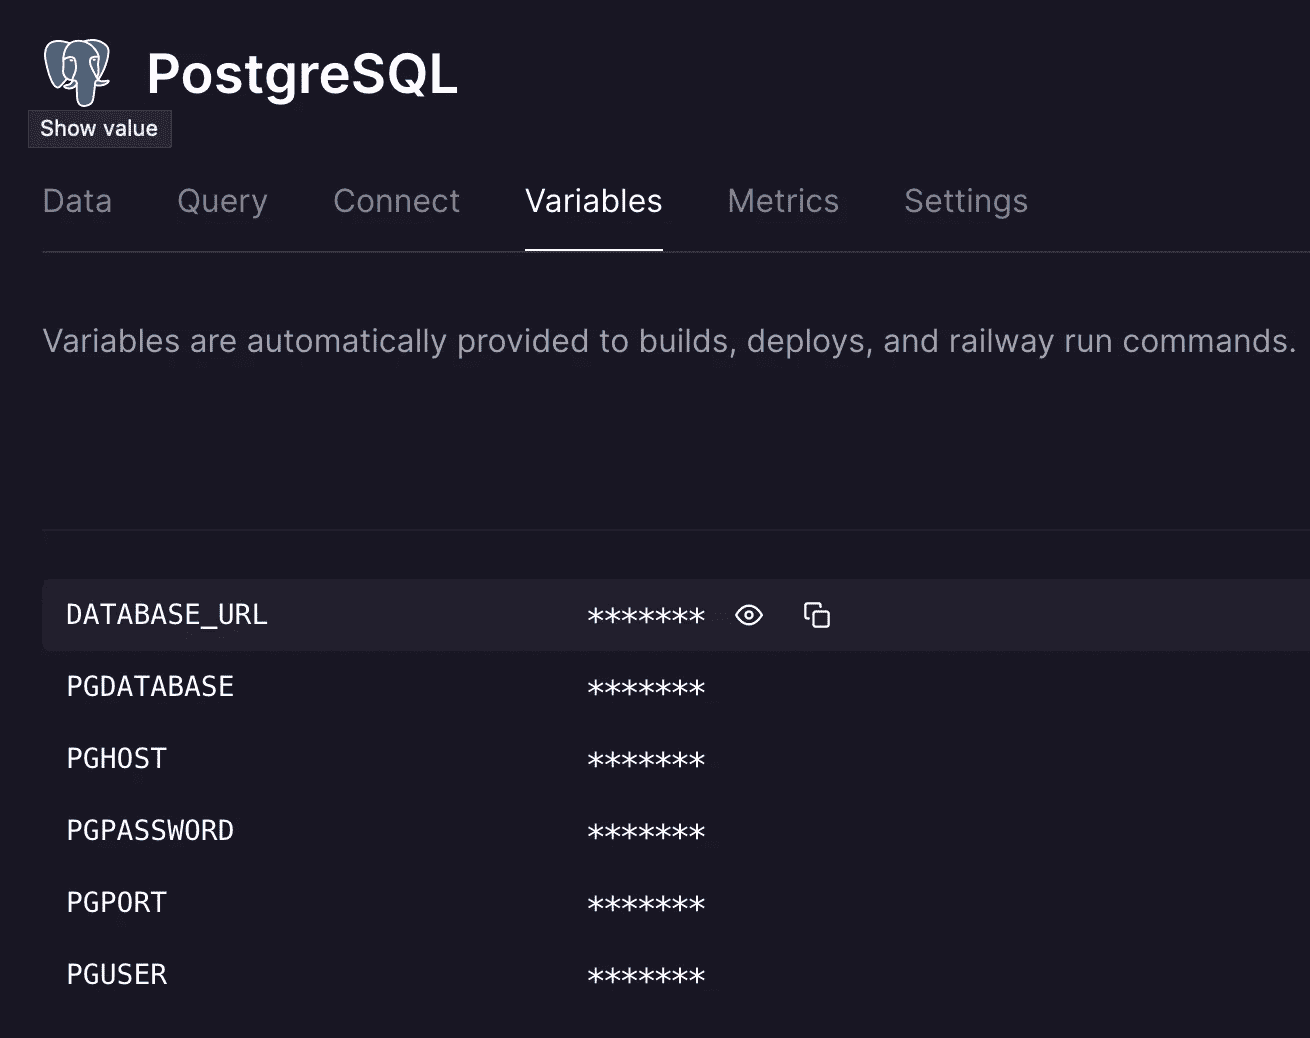 PostgreSQL
Show value
Data Query Connect Variables Metrics Settings
Variables are automatically provided to builds, deploys, and railway run commands.
DATABASE_URL *******
PGDATABASE *******
PGHOST *******
PGPASSWORD *******
PGPORT *******
PGUSER *******